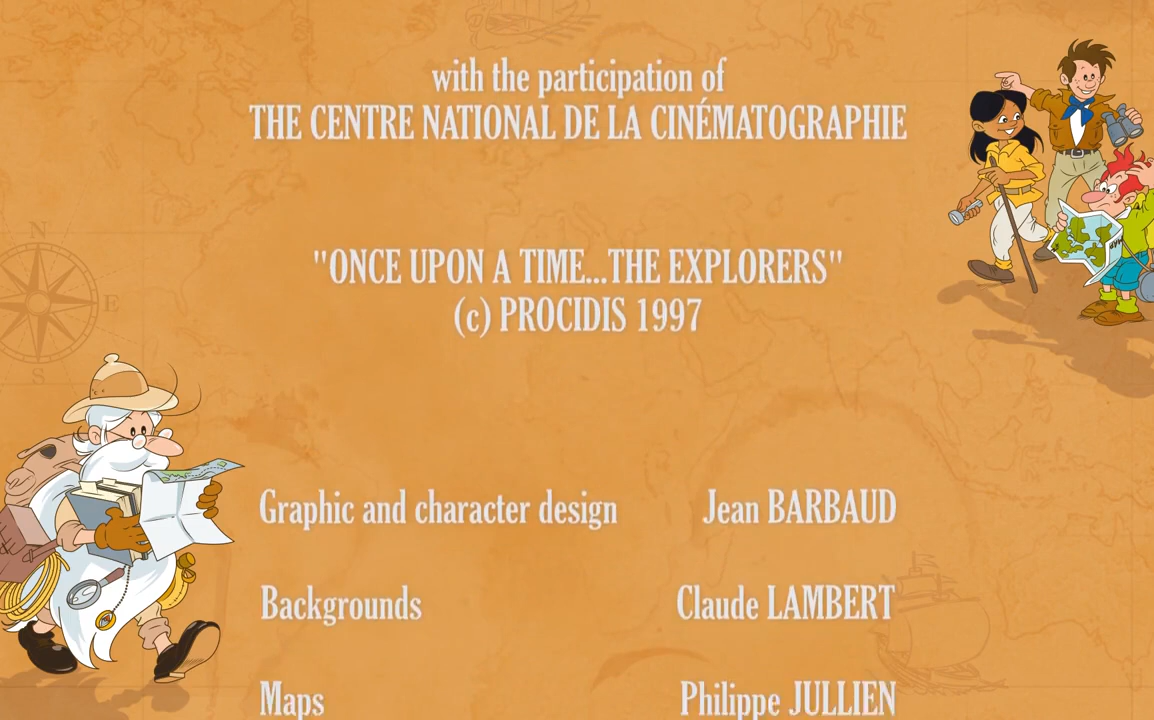 with the participation of
THE CENTRE NATIONAL DE LA CINÉMATOGRAPHIE
N
E
S
"ONCE UPON A TIME...THE EXPLORERS"
(c) PROCIDIS 1997
Graphic and character design Jean BARBAUD
Backgrounds Claude LAMBERT
Maps Philippe JULLIEN